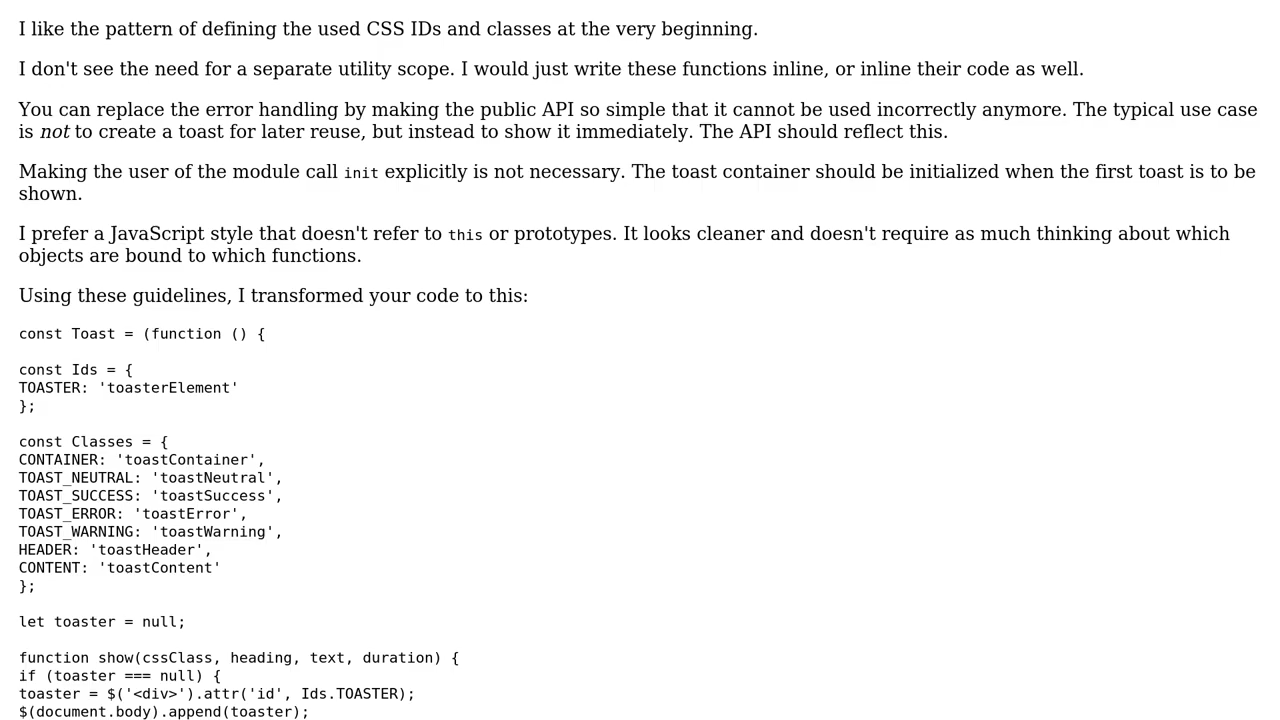 I like the pattern of defining the used CSS IDs and classes at the very beginning.
I don't see the need for a separate utility scope. I would just write these functions inline, or inline their code as well.
You can replace the error handling by making the public API so simple that it cannot be used incorrectly anymore. The typical use case
is not to create a toast for later reuse, but instead to show it immediately. The API should reflect this.
Making the user of the module call init explicitly is not necessary. The toast container should be initialized when the first toast is to be
shown.
I prefer a JavaScript style that doesn't refer to this or prototypes. It looks cleaner and doesn't require as much thinking about which
objects are bound to which functions.
Using these guidelines, I transformed your code to this:
const Toast = (function () {
const Ids = {
TOASTER: 'toasterElement'
};
const Classes = {
CONTAINER: 'toastContainer',
TOAST_NEUTRAL: 'toastNeutral',
TOAST_SUCCESS: 'toastSuccess',
TOAST_ERROR: 'toastError',
TOAST_WARNING: 'toastWarning',
HEADER: 'toastHeader',
CONTENT: 'toastContent'
};
let toaster = null;
function show(cssClass, heading, text, duration) {
if (toaster === null) {
toaster = $('<div>').attr('id', Ids.TOASTER);
$(document.body).append(toaster);